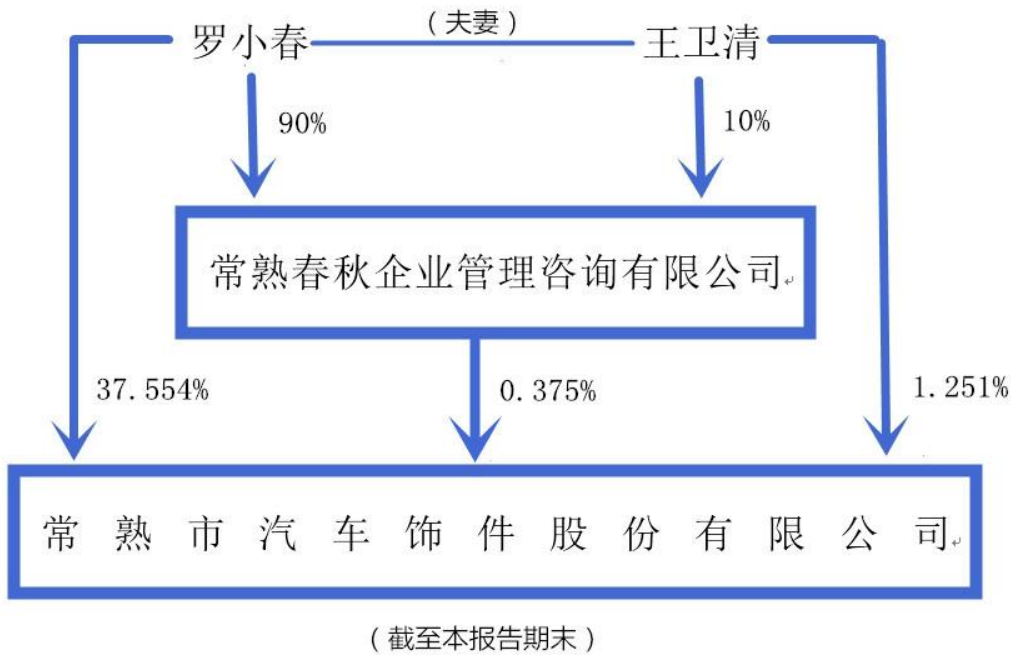 （夫妻）
罗小春 王卫清
90% 10%
常熟春秋企业管理咨询有限公司
37.554% 0.375% 1.251%
常熟市汽车饰件股份有限公司
（截至本报告期末）